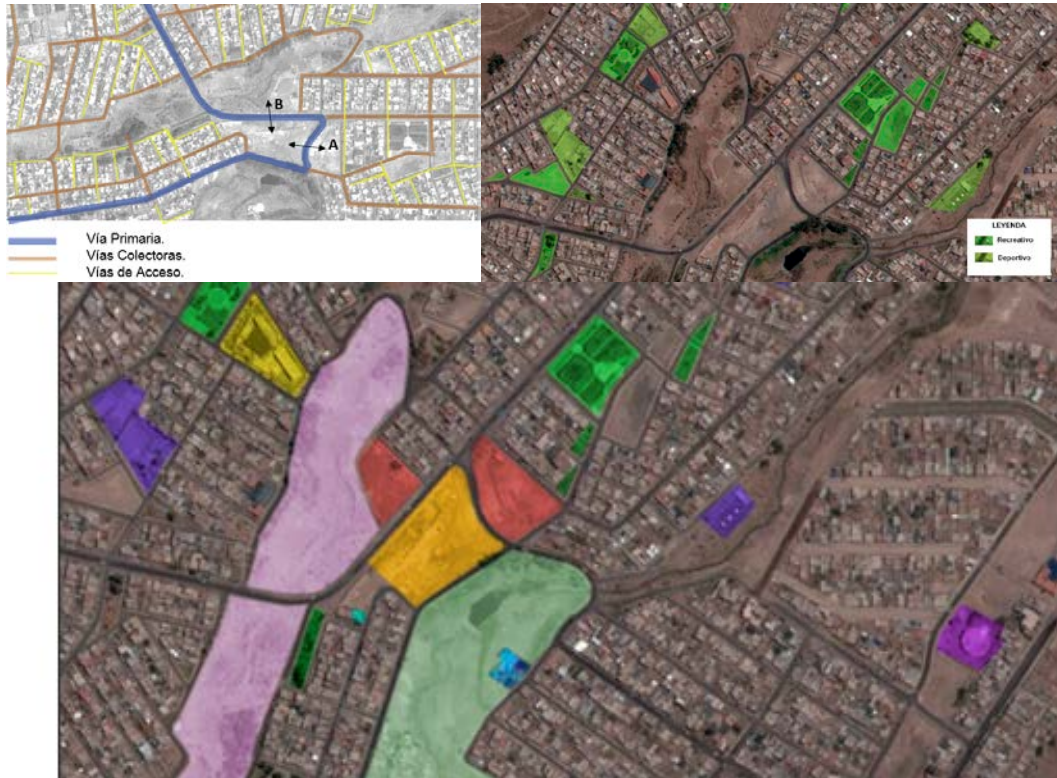 B
A
Vía Primaria.
Vías Colectoras.
Vías de Acceso.
LEYENDA
Recreativo
Deportivo